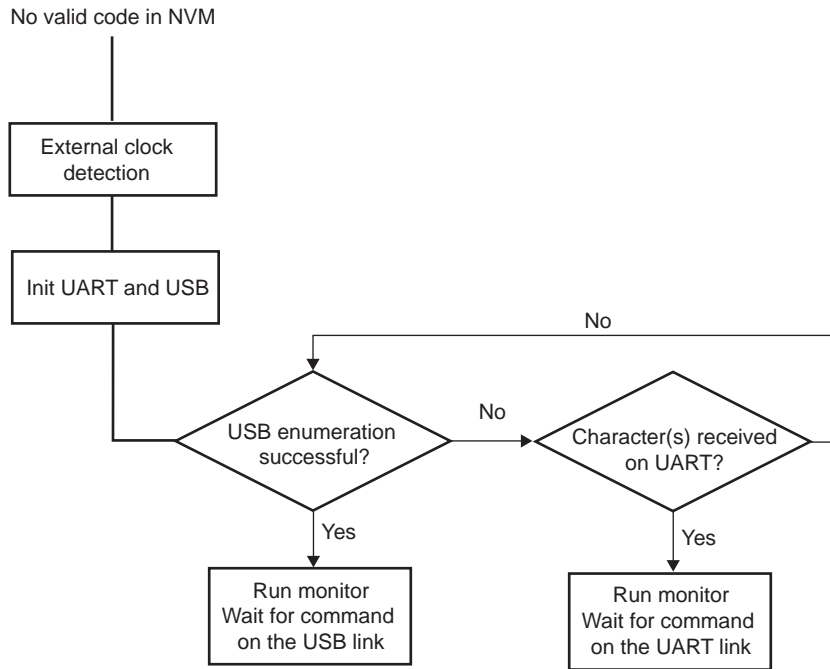 No valid code in NVM
External clock
detection
Init UART and USB
No
USB enumeration
successful?
No
Character(s) received
on UART?
Yes
Yes
Run monitor
Wait for command
on the USB link
Run monitor
Wait for command
on the UART link